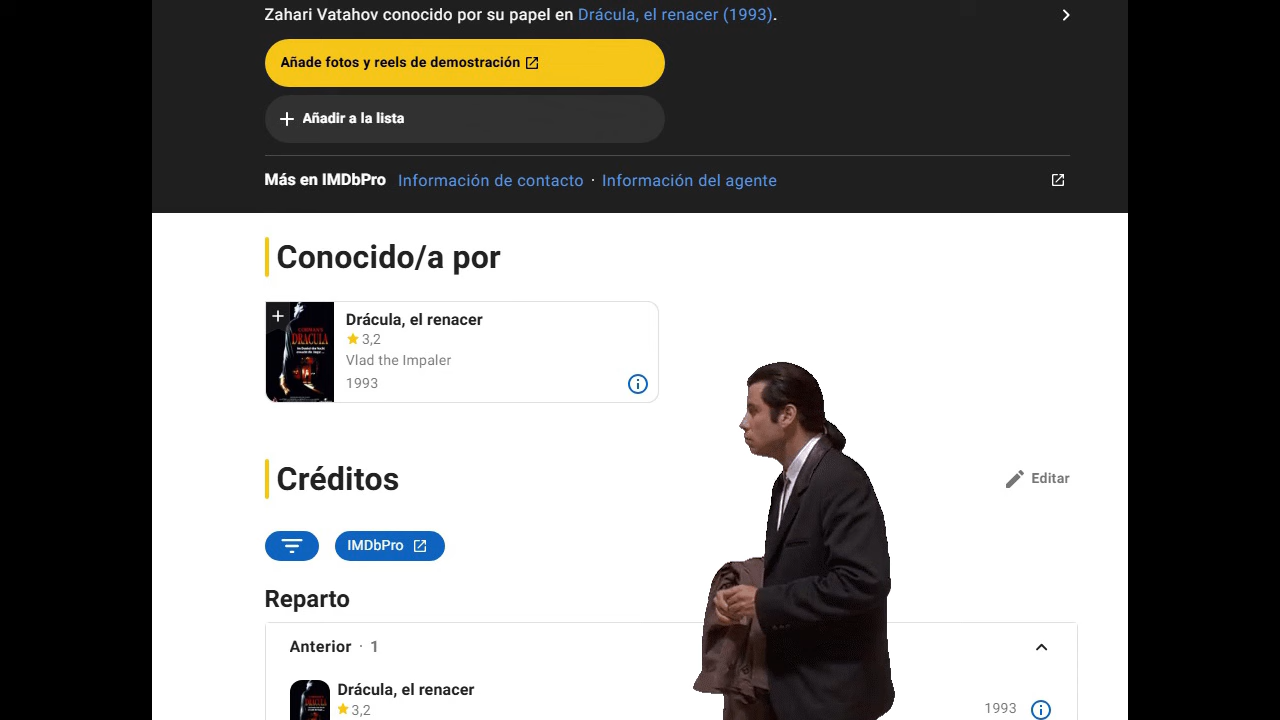 Zahari Vatahov conocido por su papel en Drácula, el renacer (1993).
Añade fotos y reels de demostración
Añadir a la lista
Más en IMDbPro Información de contacto · Información del agente
Conocido/a por
DRACULA
Drácula, el renacer
3,2
Vlad the Impaler
1993
Créditos
Editar
IMDbPro
Reparto
Anterior · 1
Drácula, el renacer
3,2
1993